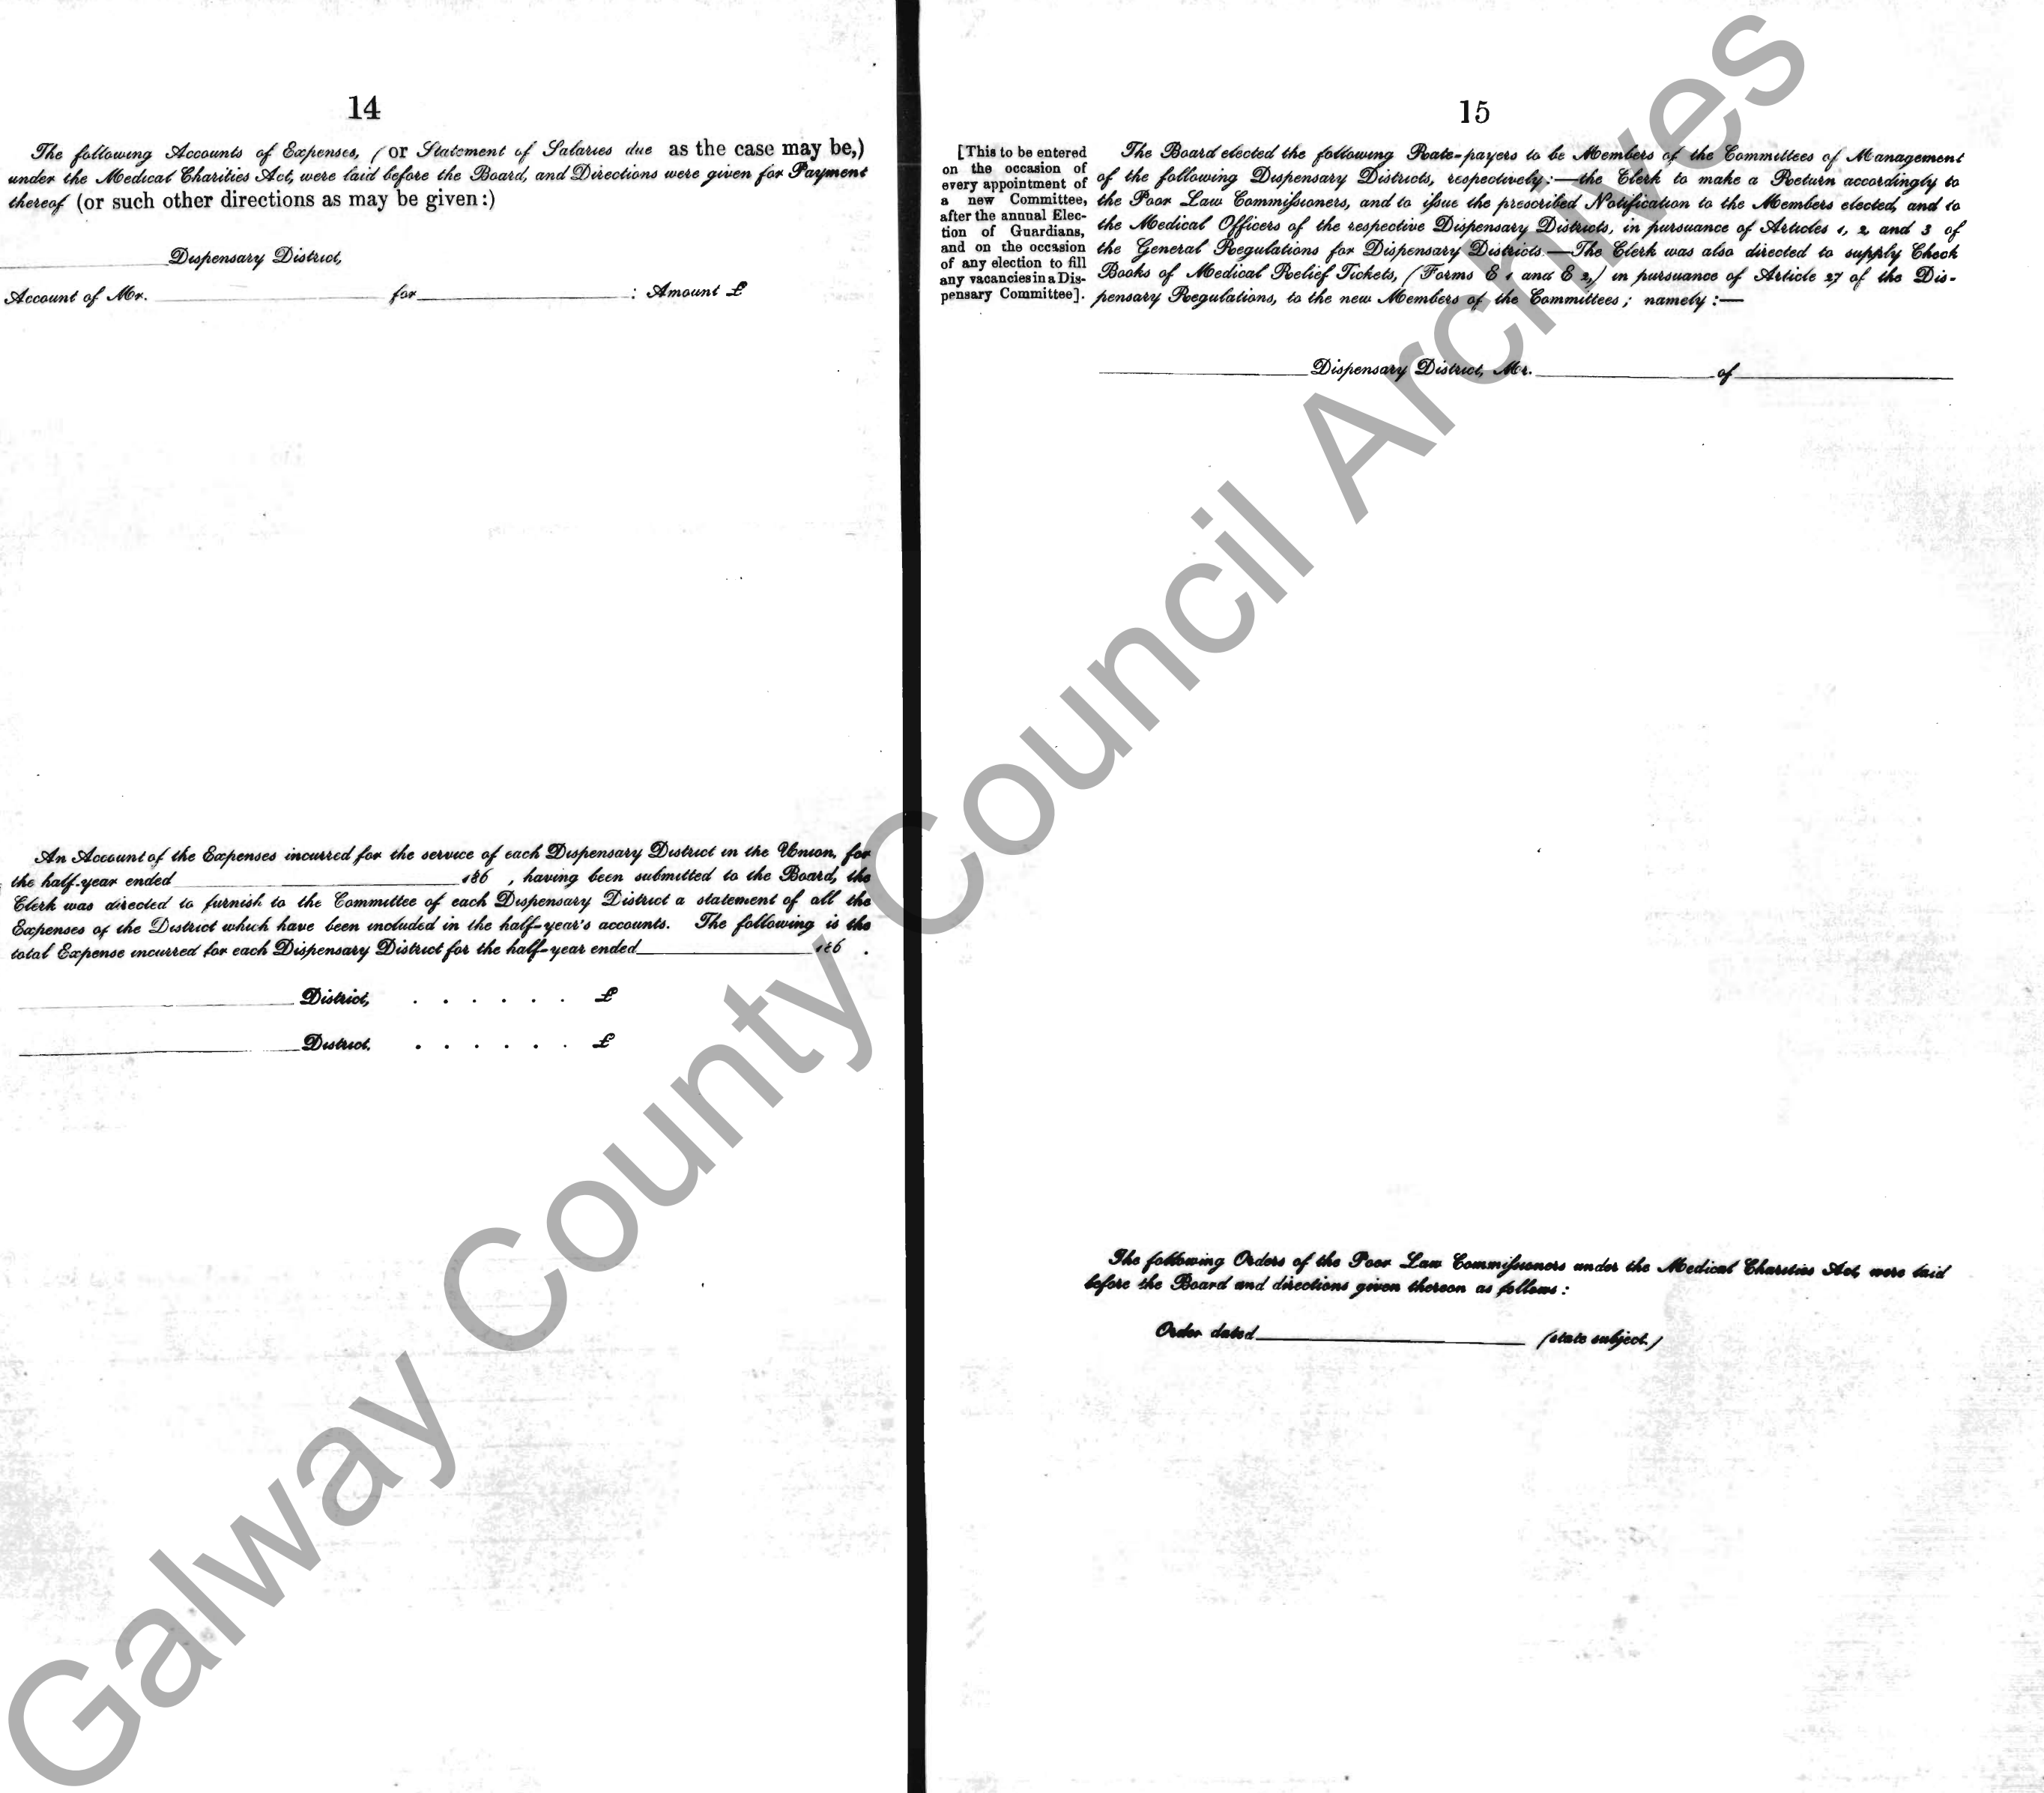 14
The following Accounts of Expenses, (or Statement of Salaries due as the case may be,)
under the Medical Charities Act, were laid before the Board, and Directions were given for Payment
thereof (or such other directions as may be given:)
Dispensary District,
Account of Mr. for : Amount £
An Account of the Expenses incurred for the service of each Dispensary District in the Union, for
the half-year ended 186 , having been submitted to the Board, the
Clerk was directed to furnish to the Committee of each Dispensary District a statement of all the
Expenses of the District which have been included in the half-year's accounts. The following is the
total Expense incurred for each Dispensary District for the half-year ended 186 .
District, . . . . . . £
District, . . . . . . £
15
[This to be entered
on the occasion of
every appointment of
a new Committee,
after the annual Elec-
tion of Guardians,
and on the occasion
of any election to fill
any vacancies in a Dis-
pensary Committee].
The Board elected the following Rate-payers to be Members of the Committees of Management
of the following Dispensary Districts, respectively:—the Clerk to make a Return accordingly to
the Poor Law Commissioners, and to issue the prescribed Notification to the Members elected, and to
the Medical Officers of the respective Dispensary Districts, in pursuance of Articles 1, 2 and 3 of
the General Regulations for Dispensary Districts.—The Clerk was also directed to supply Check
Books of Medical Relief Tickets, (Forms E 1 and E 2,) in pursuance of Article 27 of the Dis-
pensary Regulations, to the new Members of the Committees; namely:—
Dispensary District, Mr. of
The following Orders of the Poor Law Commissioners under the Medical Charities Act, were laid
before the Board and directions given thereon as follows:
Order dated (state subject.)
Galway County Council Archives